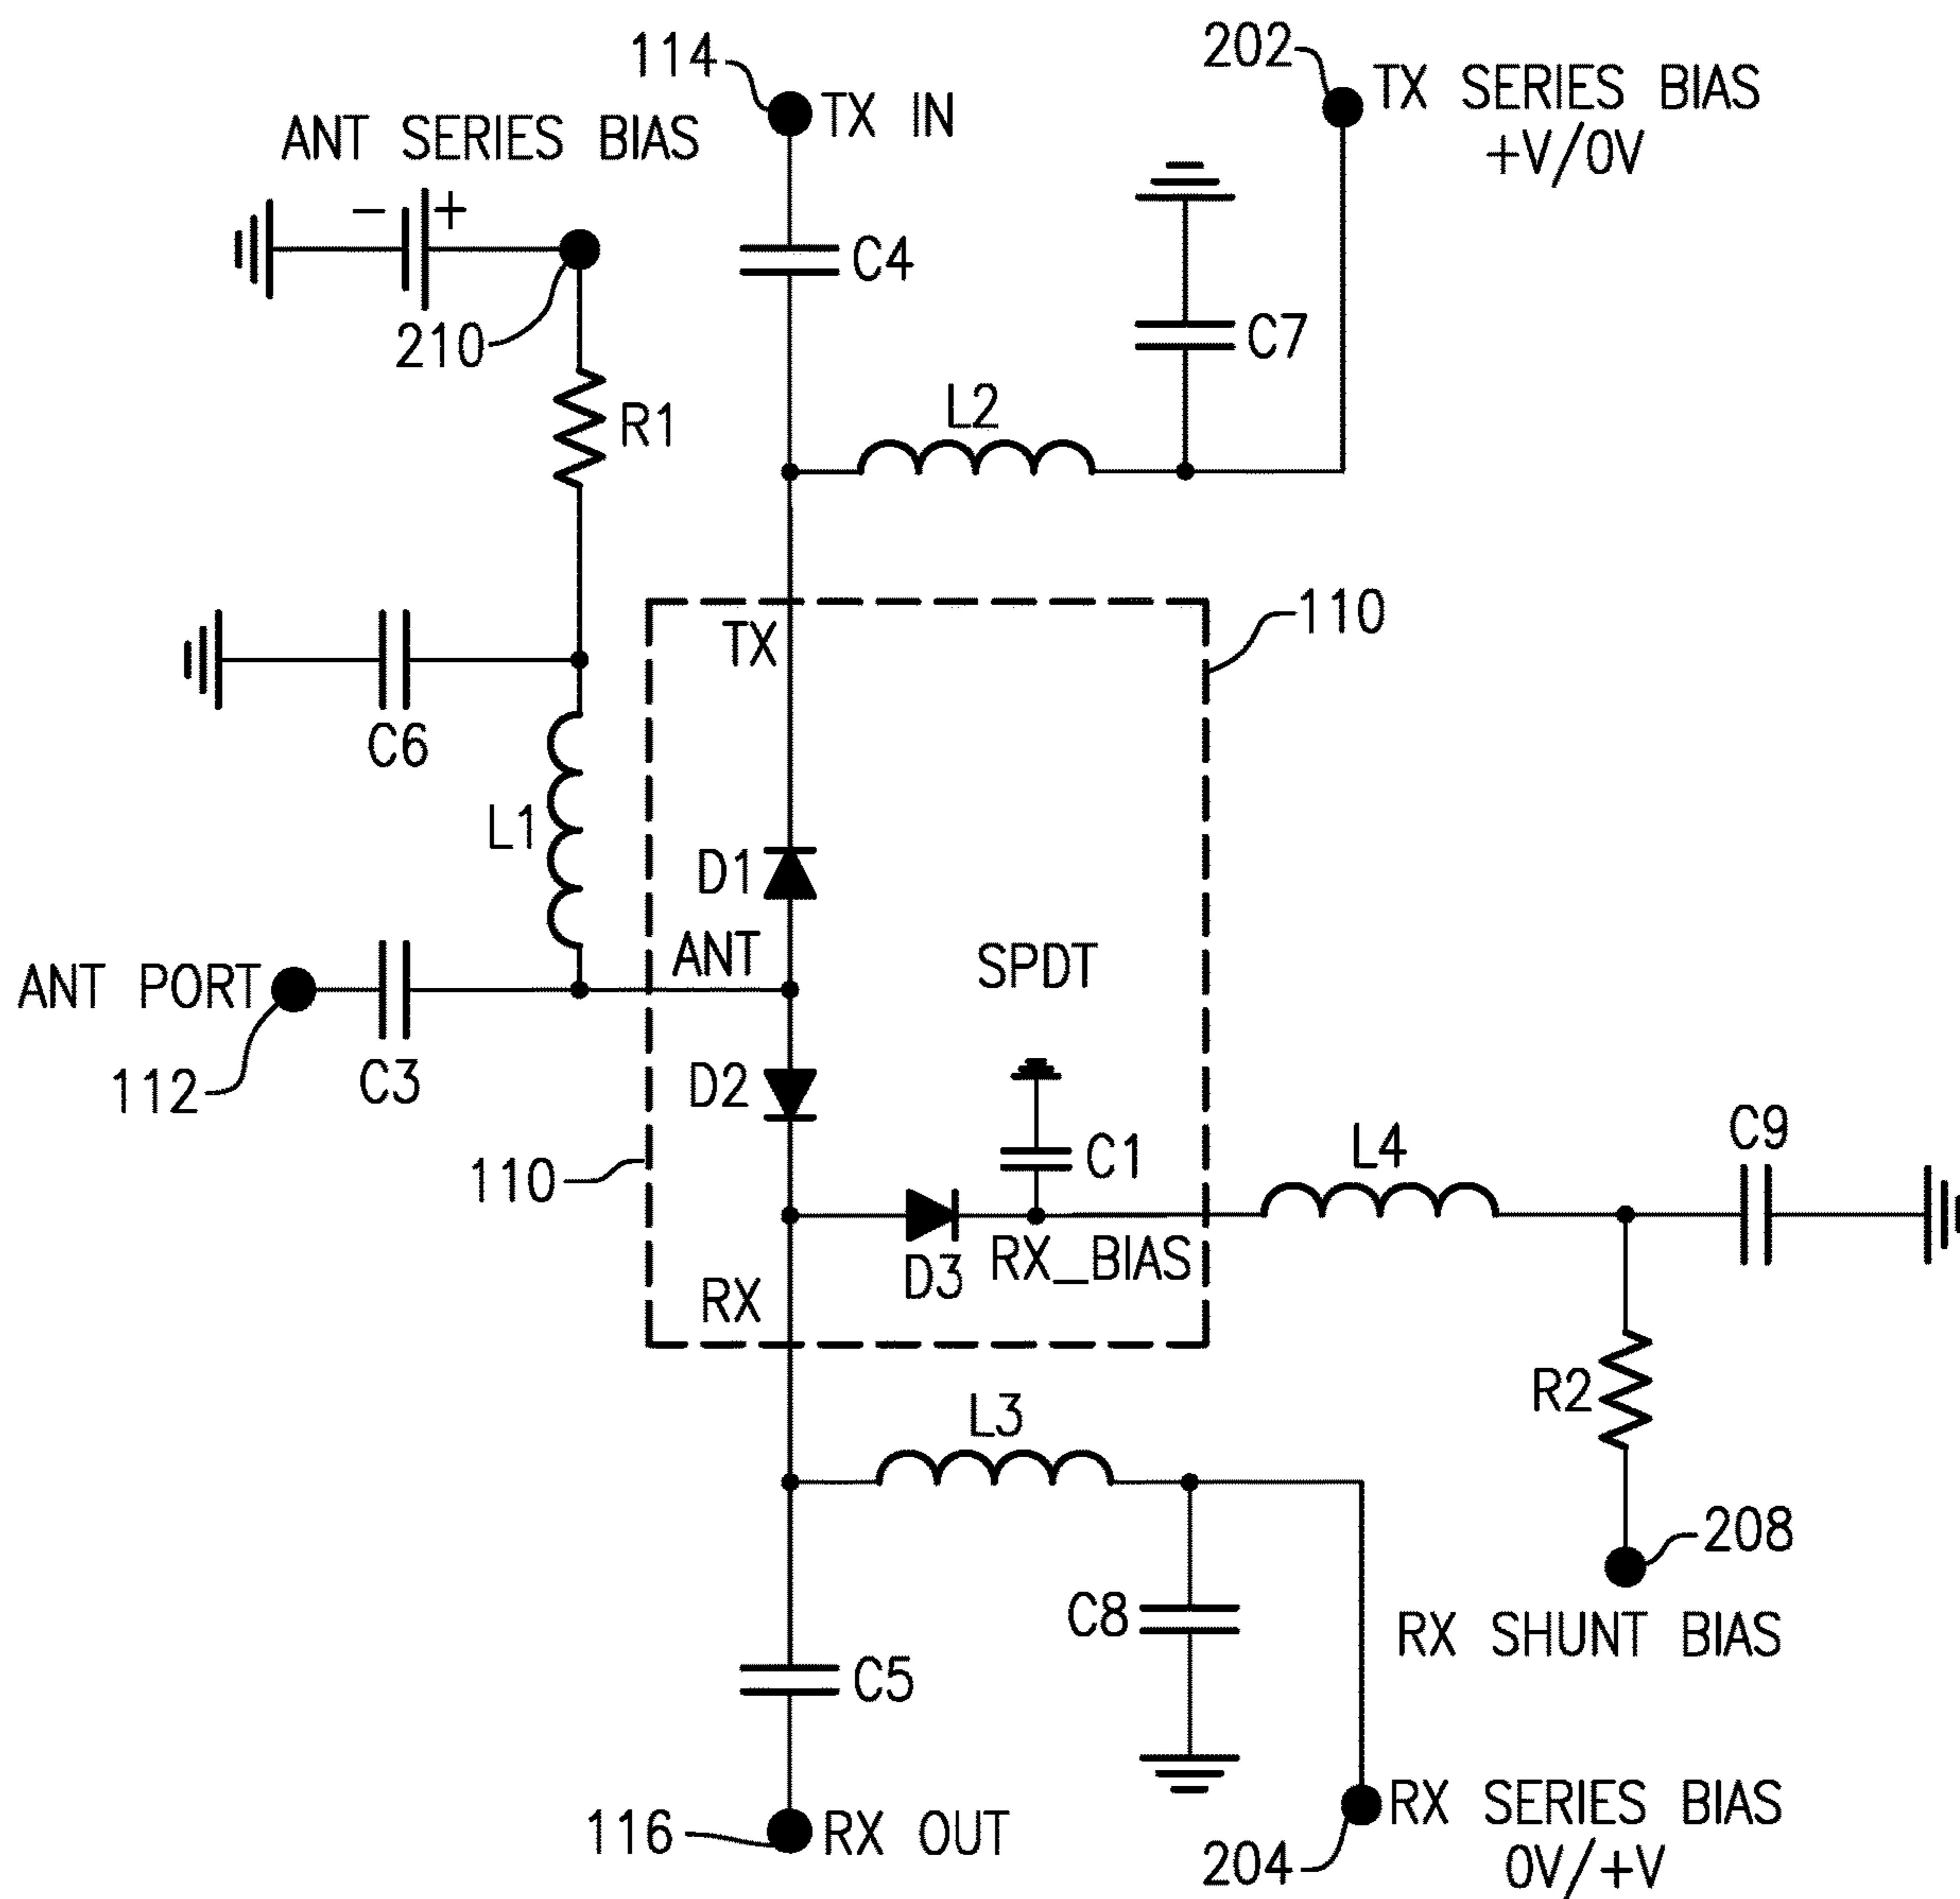 114
TX IN
202
TX SERIES BIAS
+V/0V
ANT SERIES BIAS
- +
210
C4
C7
R1
L2
TX
110
C6
L1
D1
ANT
SPDT
ANT PORT
112
C3
D2
C1
L4
C9
110
D3
RX_BIAS
RX
R2
L3
208
C8
RX SHUNT BIAS
C5
116
RX OUT
204
RX SERIES BIAS
0V/+V